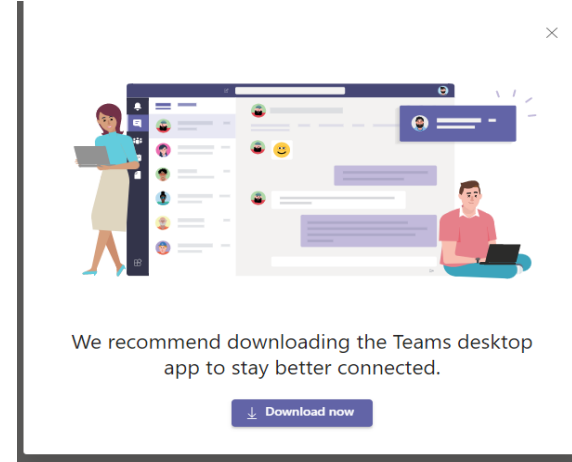 We recommend downloading the Teams desktop
app to stay better connected.
Download now